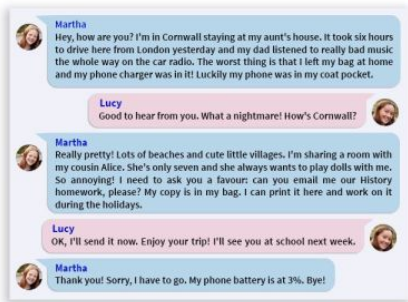 Martha
Hey, how are you? I'm in Cornwall staying at my aunt's house. It took six hours
to drive here from London yesterday and my dad listened to really bad music
the whole way on the car radio. The worst thing is that I left my bag at home
and my phone charger was in it! Luckily my phone was in my coat pocket.
Lucy
Good to hear from you. What a nightmare! How's Cornwall?
Martha
Really pretty! Lots of beaches and cute little villages. I'm sharing a room with
my cousin Alice. She's only seven and she always wants to play dolls with me.
So annoying! I need to ask you a favour: can you email me our History
homework, please? My copy is in my bag. I can print it here and work on it
during the holidays.
Lucy
OK, I'll send it now. Enjoy your trip! I'll see you at school next week.
Martha
Thank you! Sorry, I have to go. My phone battery is at 3%. Bye!